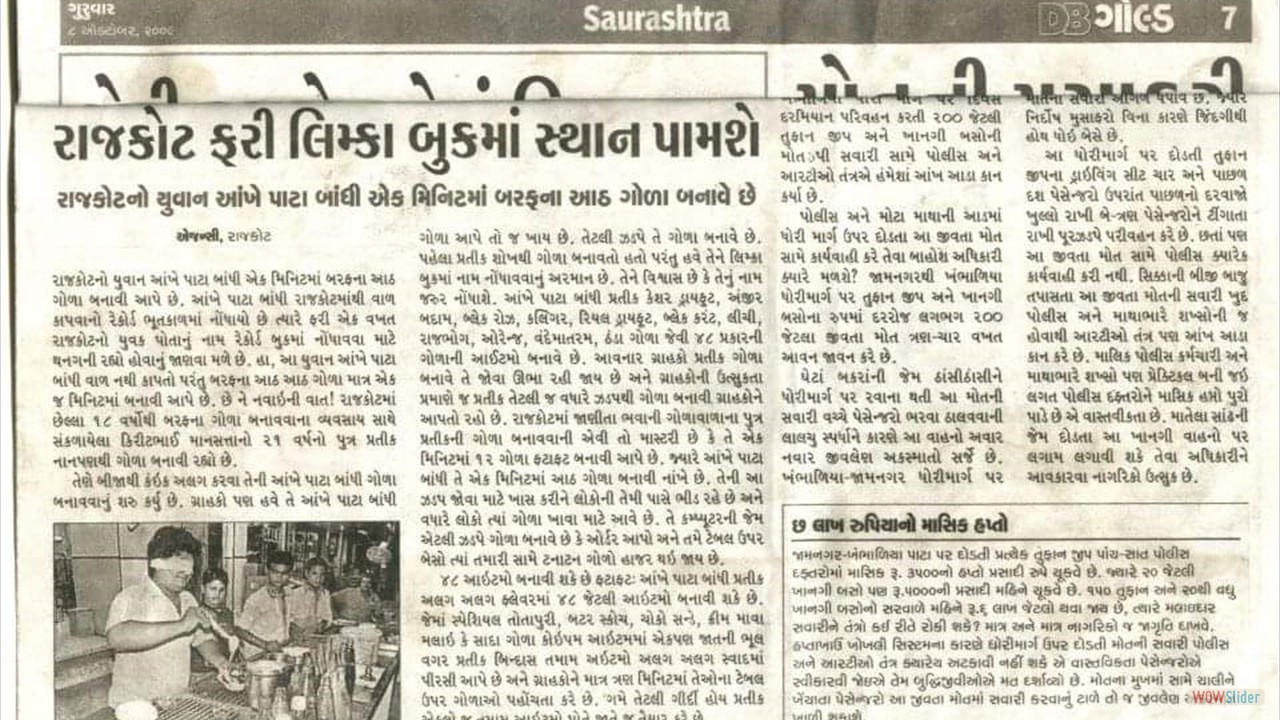 ગુરુવાર
૮ ઓક્ટોબર, ૨૦૦૯
Saurashtra
DB ગોલ્ડ 7
રાજકોટ ફરી લિમ્કા બુકમાં સ્થાન પામશે
રાજકોટનો યુવાન આંખે પાટા બાંધી એક મિનિટમાં બરફના આઠ ગોળા બનાવે છે
એજન્સી, રાજકોટ
રાજકોટનો યુવાન આંખે પાટા બાંધી એક મિનિટમાં બરફના આઠ
ગોળા બનાવી આપે છે. આંખે પાટા બાંધી રાજકોટમાંથી વાળ
કાપવાનો રેકોર્ડ ભૂતકાળમાં નોંધાયો છે ત્યારે ફરી એક વખત
રાજકોટનો યુવક પોતાનું નામ રેકોર્ડ બુકમાં નોંધાવવા માટે
થનગની રહ્યો હોવાનું જાણવા મળે છે. હા, આ યુવાન આંખે પાટા
બાંધી વાળ નથી કાપતો પરંતુ બરફના આઠ આઠ ગોળા માત્ર એક
જ મિનિટમાં બનાવી આપે છે. છે ને નવાઇની વાત! રાજકોટમાં
છેલ્લા ૧૮ વર્ષોથી બરફના ગોળા બનાવવાના વ્યવસાય સાથે
સંકળાયેલા કિરીટભાઈ માનસત્તાનો ૨૧ વર્ષનો પુત્ર પ્રતીક
નાનપણથી ગોળા બનાવી રહ્યો છે.
તેણે બીજાથી કંઇક અલગ કરવા તેની આંખે પાટા બાંધી ગોળા
બનાવવાનું શરુ કર્યું છે. ગ્રાહકો પણ હવે તે આંખે પાટા બાંધી
ગોળા આપે તો જ ખાય છે. તેટલી ઝડપે તે ગોળા બનાવે છે.
પહેલા પ્રતીક શોખથી ગોળા બનાવતો હતો પરંતુ હવે તેને લિમ્કા
બુકમાં નામ નોંધાવવાનું અરમાન છે. તેને વિશ્વાસ છે કે તેનું નામ
જરુર નોંધાશે. આંખે પાટા બાંધી પ્રતીક કેશર ડ્રાયફ્રૂટ, અંજીર
બદામ, બ્લેક રોઝ, કલિંગર, રિયલ ડ્રાયફૂટ, બ્લેક કરંટ, લીચી,
રાજભોગ, ઓરેન્જ, વંદેમાતરમ, ઠંડા ગોળા જેવી ૪૮ પ્રકારની
ગોળાની આઈટમો બનાવે છે. આવનાર ગ્રાહકો પ્રતીક ગોળા
બનાવે તે જોવા ઊભા રહી જાય છે અને ગ્રાહકોની ઉત્સુકતા
પ્રમાણે જ પ્રતીક તેટલી જ વધારે ઝડપથી ગોળા બનાવી ગ્રાહકોને
આપતો રહે છે. રાજકોટમાં જાણીતા ભવાની ગોળાવાળાના પુત્ર
પ્રતીકની ગોળા બનાવવાની એવી તો માસ્ટરી છે કે તે એક
મિનિટમાં ૧૨ ગોળા ફટાફટ બનાવી આપે છે. જ્યારે આંખે પાટા
બાંધી તે એક મિનિટમાં આઠ ગોળા બનાવી નાંખે છે. તેની આ
ઝડપ જોવા માટે ખાસ કરીને લોકોની તેમી પાસે ભીડ રહે છે અને
વધારે લોકો ત્યાં ગોળા ખાવા માટે આવે છે. તે કમ્પ્યૂટરની જેમ
એટલી ઝડપે ગોળા બનાવે છે કે ઓર્ડર આપો અને તમે ટેબલ ઉપર
બેસો ત્યાં તમારી સામે ટનાટન ગોળો હાજર થઇ જાય છે.
૪૮ આઇટમો બનાવી શકે છે ફટાફટઃ આંખે પાટા બાંધી પ્રતીક
અલગ અલગ ફ્લેવરમાં ૪૮ જેટલી આઈટમો બનાવી શકે છે.
જેમાં સ્પેશિયલ તોતાપુરી, બટર સ્કોચ, ચોકો સન્ડે, ક્રીમ માવા
મલાઇ કે સાદા ગોળા કોઇપણ આઇટમમાં એકપણ જાતની ભૂલ
વગર પ્રતીક બિન્દાસ તમામ આઇટમો અલગ અલગ સ્વાદમાં
પીરસી આપે છે અને ગ્રાહકોને માત્ર ત્રણ મિનિટમાં તેઓના ટેબલ
ઉપર ગોળાઓ પહોંચતા કરે છે. 'ગમે તેટલી ગીર્દી હોય પ્રતીક
દરમિયાન પરિવહન કરતી ૨૦૦ જેટલી
તુફાન જીપ અને ખાનગી બસોની
મોતરુપી સવારી સામે પોલીસ અને
આરટીઓ તંત્રએ હંમેશાં આંખ આડા કાન
કર્યા છે.
પોલીસ અને મોટા માથાની આડમાં
ધોરી માર્ગ ઉપર દોડતા આ જીવતા મોત
સામે કાર્યવાહી કરે તેવા બાહોશ અધિકારી
ક્યારે મળશે? જામનગરથી ખંભાળિયા
ધોરીમાર્ગ પર તુફાન જીપ અને ખાનગી
બસોના રુપમાં દરરોજ લગભગ ૨૦૦
જેટલા જીવતા મોત ત્રણ-ચાર વખત
આવન જાવન કરે છે.
ઘેટાં બકરાંની જેમ ઠાંસીઠાંસીને
ધોરીમાર્ગ પર રવાના થતી આ મોતની
સવારી વચ્ચે પેસેન્જરો ભરવા ઠાલવવાની
લાલચુ સ્પર્ધાને કારણે આ વાહનો અવાર
નવાર જીવલેણ અકસ્માતો સર્જે છે.
ખંભાળિયા-જામનગર ધોરીમાર્ગ પર
નિર્દોષ મુસાફરો વિના કારણે જિંદગીથી
હાથ ધોઈ બેસે છે.
આ ધોરીમાર્ગ પર દોડતી તુફાન
જીપના ડ્રાઇવિંગ સીટ ચાર અને પાછળ
દશ પેસેન્જરો ઉપરાંત પાછળનો દરવાજો
ખુલ્લો રાખી બે-ત્રણ પેસેન્જરોને ટીંગાતા
રાખી પૂરઝડપે પરીવહન કરે છે. છતાં પણ
આ જીવતા મોત સામે પોલીસ ક્યારેક
કાર્યવાહી કરી નથી. સિક્કાની બીજી બાજુ
તપાસતા આ જીવતા મોતની સવારી ખુદ
પોલીસ અને માથાભારે શખ્સોની જ
હોવાથી આરટીઓ તંત્ર પણ આંખ આડા
કાન કરે છે. માલિક પોલીસ કર્મચારી અને
માથાભારે શખ્સો પણ પ્રેક્ટિકલ બની જઇ
લગત પોલીસ દફ્તરોને માસિક હપ્તો પુરો
પાડે છે એ વાસ્તવિકતા છે. માતેલા સાંઢની
જેમ દોડતા આ ખાનગી વાહનો પર
લગામ લગાવી શકે તેવા અધિકારીને
આવકારવા નાગરિકો ઉત્સુક છે.
છ લાખ રુપિયાનો માસિક હપ્તો
જામનગર-ખંભાળિયા પાટા પર દોડતી પ્રત્યેક તુફાન જીપ પાંચ-સાત પોલીસ
દફ્તરોમાં માસિક રૂ. ૩૫૦૦નો હપ્તો પ્રસાદી રુપે ચૂકવે છે. જ્યારે ૨૦ જેટલી
ખાનગી બસો પણ રૂ.૫૦૦૦ની પ્રસાદી મહિને ચૂકવે છે. ૧૫૦ તુફાન અને ૨૦થી વધુ
ખાનગી બસોનો સરવાળે મહિને રૂ.૬ લાખ જેટલો થવા જાય છે, ત્યારે મલાઇદાર
સવારીને તંત્રો કઈ રીતે રોકી શકે? માત્ર અને માત્ર નાગરિકો જ જાગૃતિ દાખવે.
હપ્તાખાઉ ખોખલી સિસ્ટમના કારણે ધોરીમાર્ગ ઉપર દોડતી મોતની સવારી પોલીસ
અને આરટીઓ તંત્ર ક્યારેય અટકાવી નહીં શકે એ વાસ્તવિકતા પેસેન્જરોએ
સ્વીકારવી જોઇએ તેમ બુદ્ધિજીવીઓએ મત દર્શાવ્યો છે. મોતના મુખમાં સામે ચાલીને
બેંચાતા પેસેન્જરો આ જીવતા મોતમાં સવારી કરવાનું ટાળે તો જ જીવલેણ
WOWSlider